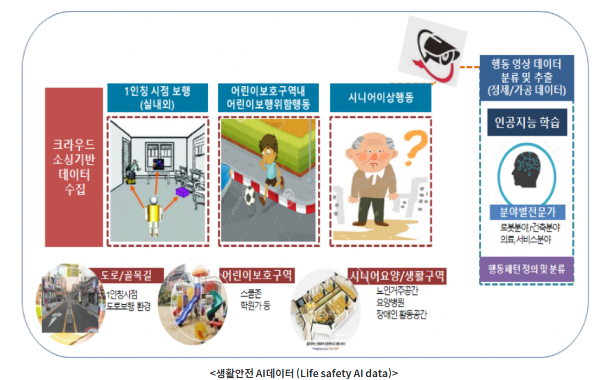 크라우드
소싱기반
데이터
수집
1인칭 시점 보행
(실내외)
어린이보호구역내
어린이보행위험행동
시니어이상행동
행동 영상 데이터
분류 및 추출
(정제/가공 데이터)
인공지능 학습
분야별전문가
로봇분야,건축분야
의료,서비스분야
행동패턴 정의 및 분류
도로/골목길
1인칭시점
도로보행 환경
어린이보호구역
스쿨존
학원가 등
시니어요양/생활구역
노인거주공간
요양병원
장애인 활동공간
<생활안전 AI데이터 (Life safety AI data)>